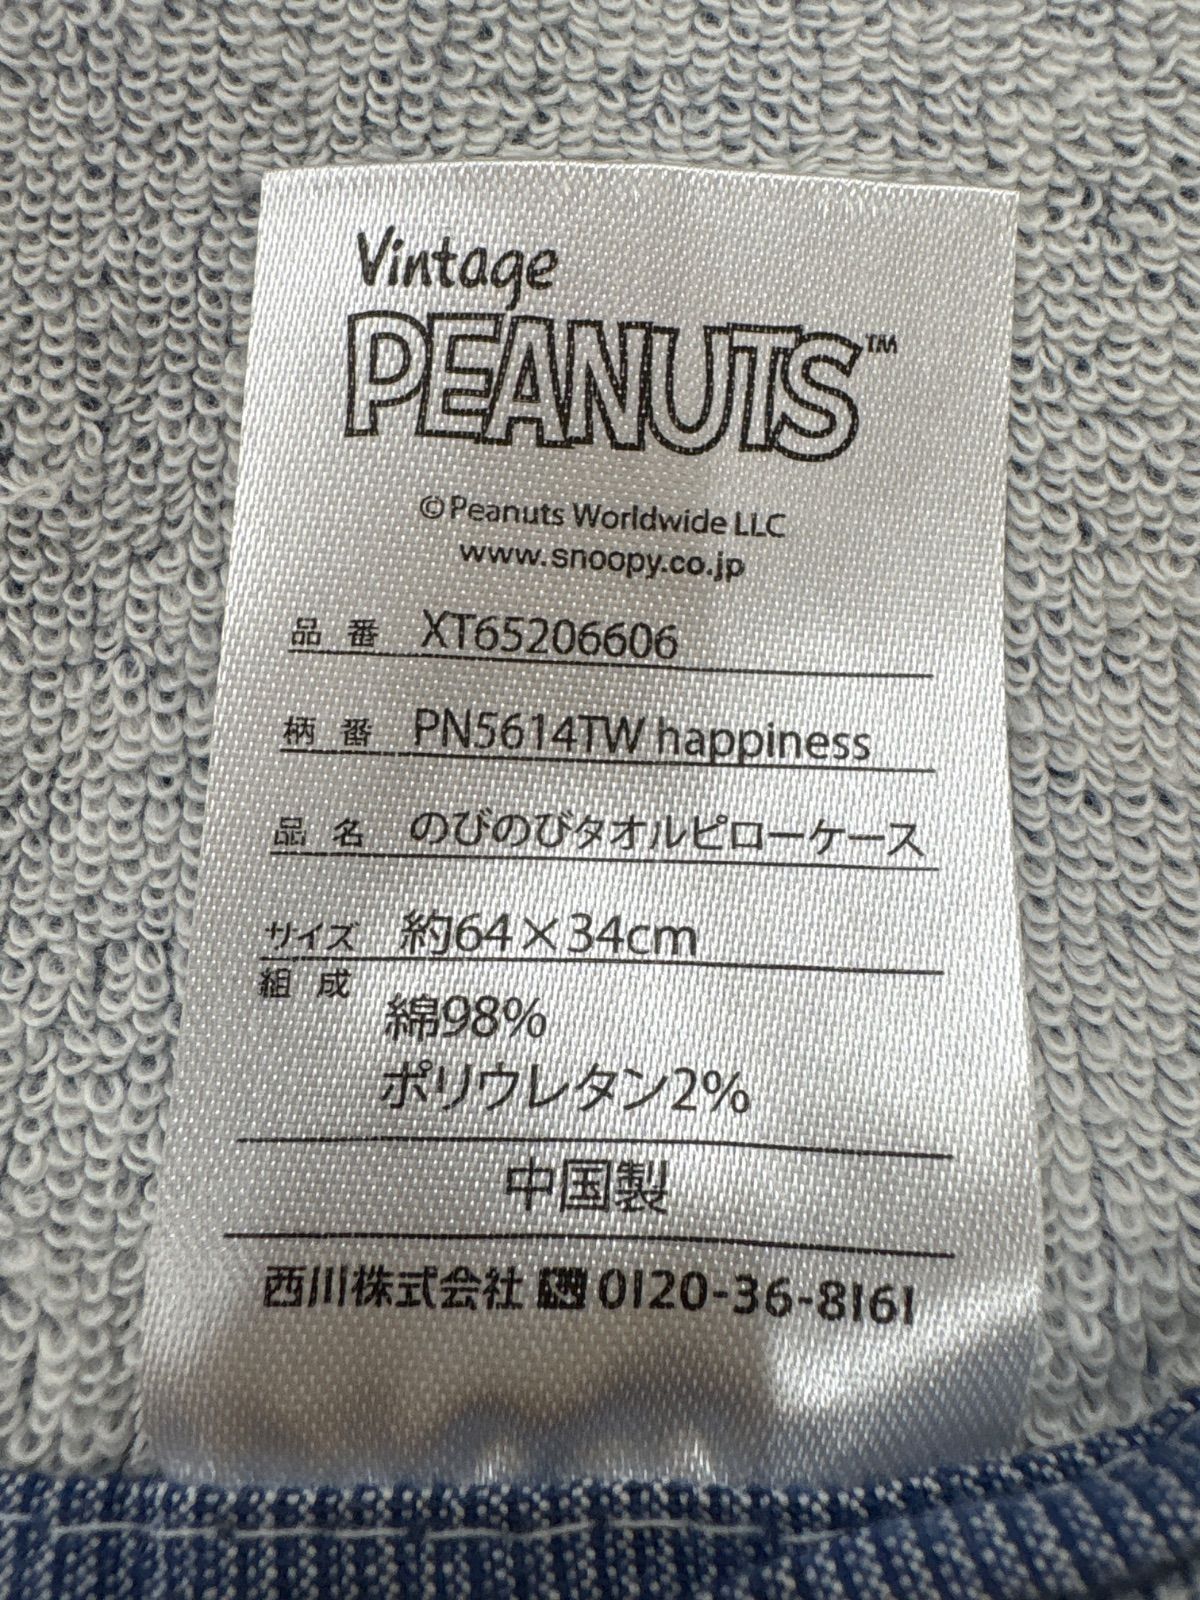 Vintage
PEANUTS™
©Peanuts Worldwide LLC
www.snoopy.co.jp
品番 XT65206606
柄番 PN5614TW happiness
品名 のびのびタオルピローケース
サイズ 約64×34cm
組成 綿98%
ポリウレタン2%
中国製
西川株式会社 0120-36-8161